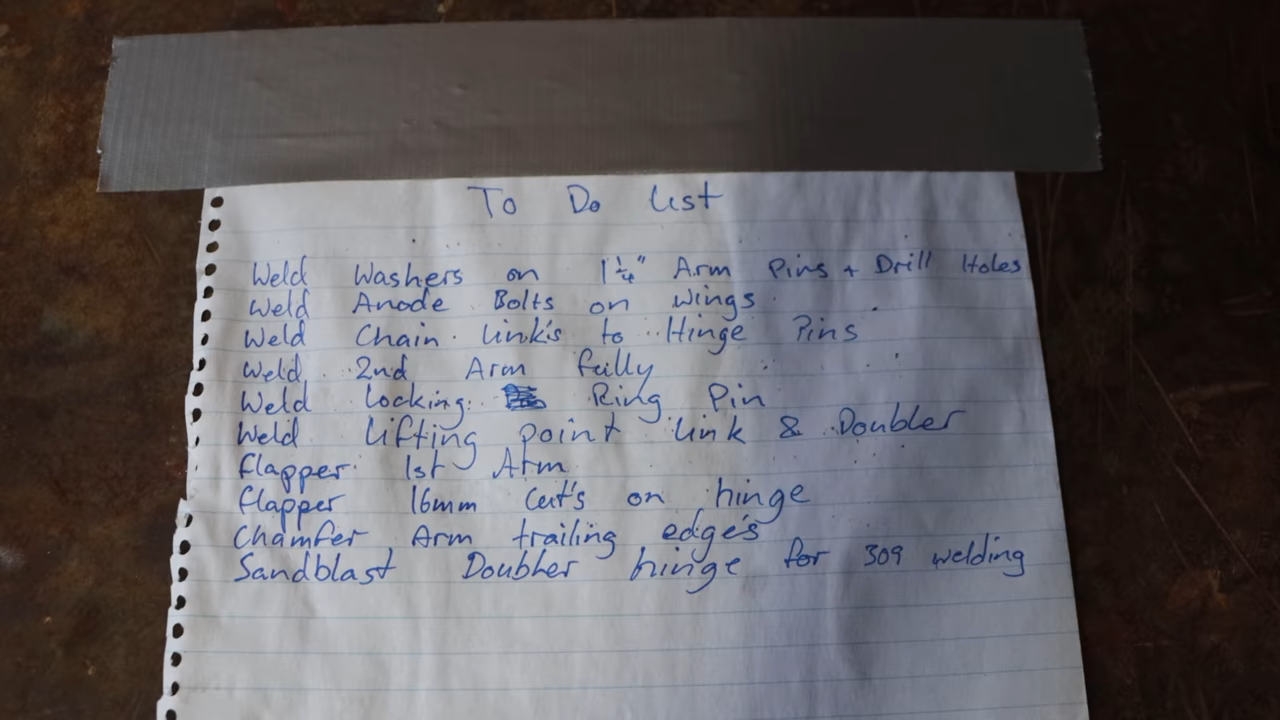 To Do List
Weld Washers on 1 1/4" Arm Pins + Drill Holes
Weld Anode Bolts on wings
Weld Chain link's to Hinge Pins
Weld 2nd Arm fully
Weld Locking Ring Pin
Weld Lifting point link & Doubler
flapper 1st Arm
flapper 16mm Cut's on hinge
Chamfer Arm trailing edge's
Sandblast Doubler hinge for 309 welding